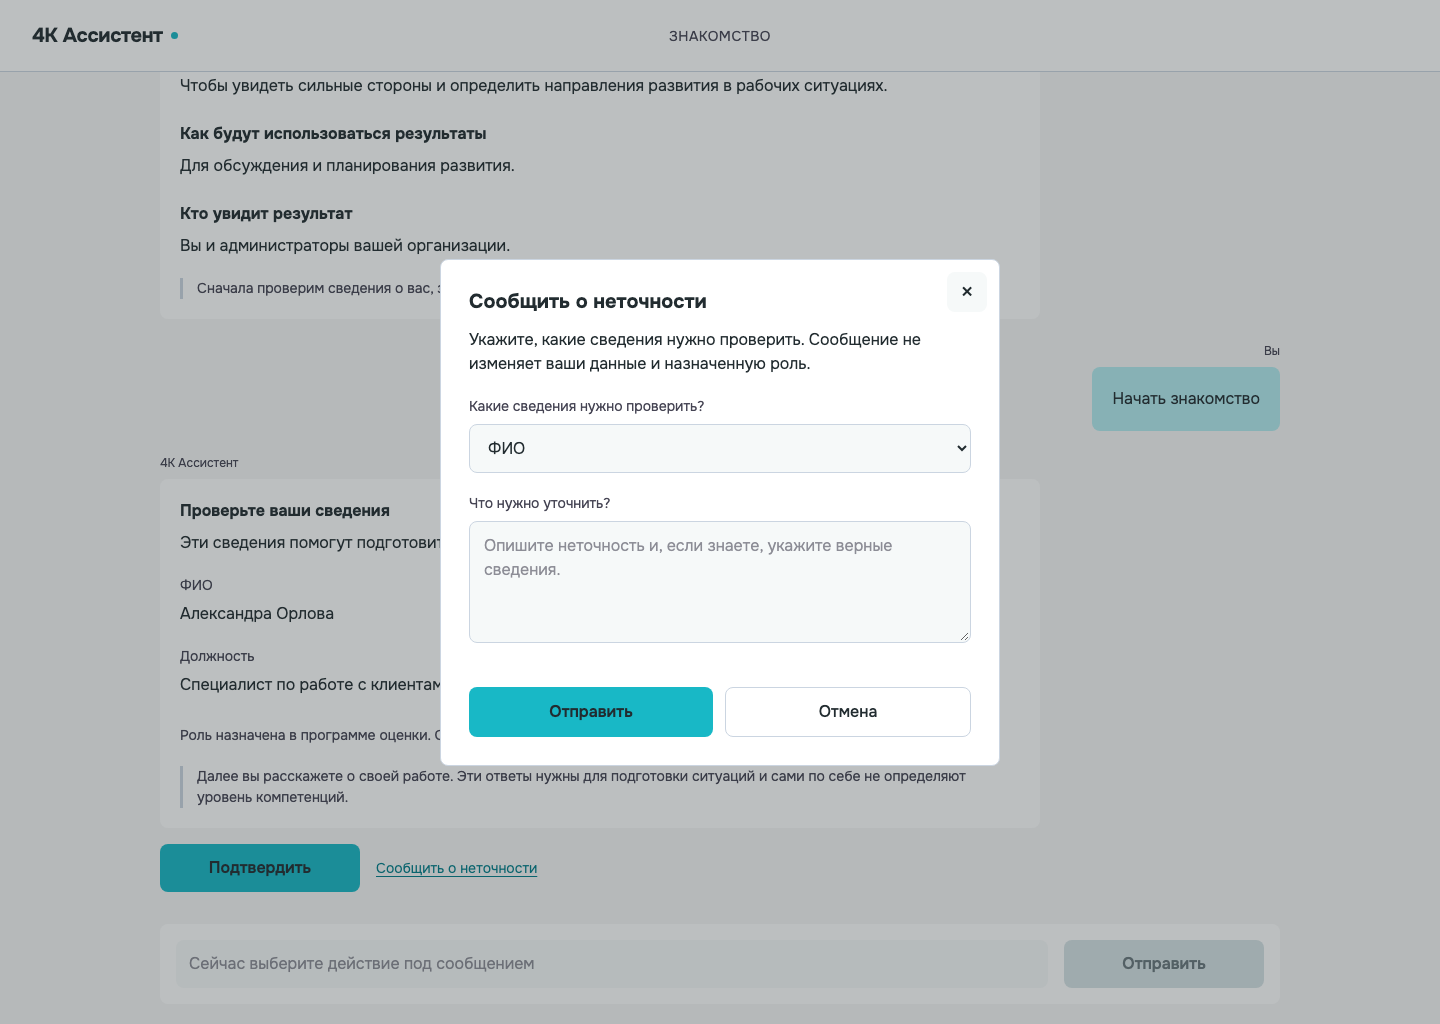 4К Ассистент
ЗНАКОМСТВО
Чтобы увидеть сильные стороны и определить направления развития в рабочих ситуациях.
Как будут использоваться результаты
Для обсуждения и планирования развития.
Кто увидит результат
Вы и администраторы вашей организации.
Сначала проверим сведения о вас,
Вы
Начать знакомство
4К Ассистент
Проверьте ваши сведения
Эти сведения помогут подготовит
ФИО
Александра Орлова
Должность
Специалист по работе с клиентам
Роль назначена в программе оценки.
Далее вы расскажете о своей работе. Эти ответы нужны для подготовки ситуаций и сами по себе не определяют
уровень компетенций.
Подтвердить
Сообщить о неточности
Сейчас выберите действие под сообщением
Отправить
Сообщить о неточности
×
Укажите, какие сведения нужно проверить. Сообщение не
изменяет ваши данные и назначенную роль.
Какие сведения нужно проверить?
ФИО
Что нужно уточнить?
Опишите неточность и, если знаете, укажите верные
сведения.
Отправить
Отмена